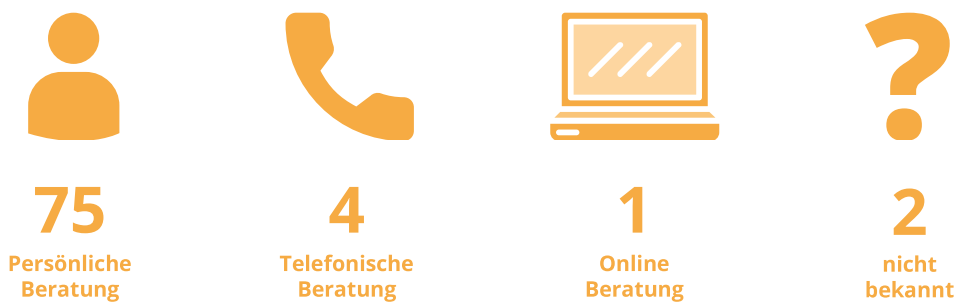 75
Persönliche
Beratung
4
Telefonische
Beratung
1
Online
Beratung
2
nicht
bekannt